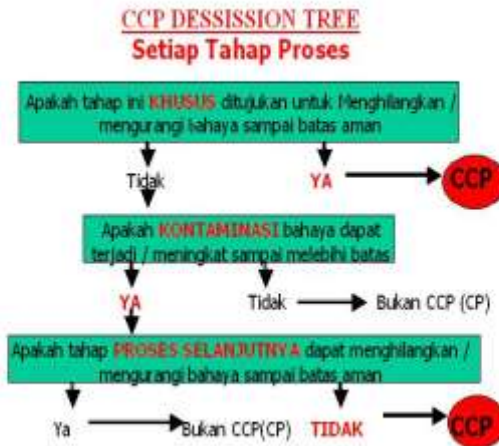 CCP DESSISSION TREE
Setiap Tahap Proses
Apakah tahap ini KHUSUS ditujukan untuk Menghilangkan /
mengurangi bahaya sampai batas aman
Tidak YA CCP
Apakah KONTAMINASI bahaya dapat
terjadi / meningkat sampai melebihi batas
YA Tidak Bukan CCP (CP)
Apakah tahap PROSES SELANJUTNYA dapat menghilangkan /
mengurangi bahaya sampai batas aman
Ya Bukan CCP(CP) TIDAK CCP